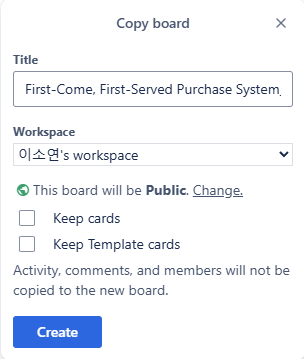 Copy board
Title
First-Come, First-Served Purchase System_
Workspace
이소연's workspace
This board will be Public. Change.
Keep cards
Keep Template cards
Activity, comments, and members will not be
copied to the new board.
Create